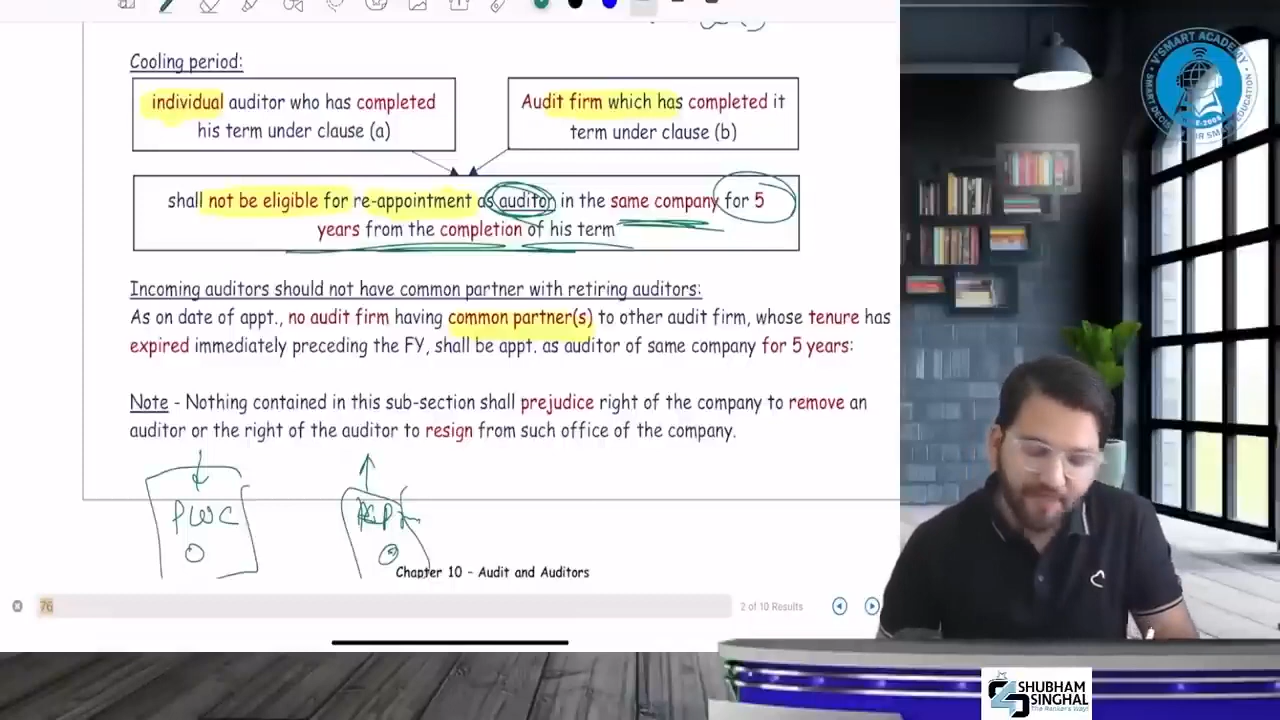 Cooling period:
individual auditor who has completed
his term under clause (a)
Audit firm which has completed it
term under clause (b)
shall not be eligible for re-appointment as auditor in the same company for 5
years from the completion of his term
Incoming auditors should not have common partner with retiring auditors:
As on date of appt., no audit firm having common partner(s) to other audit firm, whose tenure has
expired immediately preceding the FY, shall be appt. as auditor of same company for 5 years:
Note - Nothing contained in this sub-section shall prejudice right of the company to remove an
auditor or the right of the auditor to resign from such office of the company.
PWC
Chapter 10 - Audit and Auditors
76
2 of 10 Results
V'SMART ACADEMY
SHUBHAM
SINGHAL
The Ranker's Way!